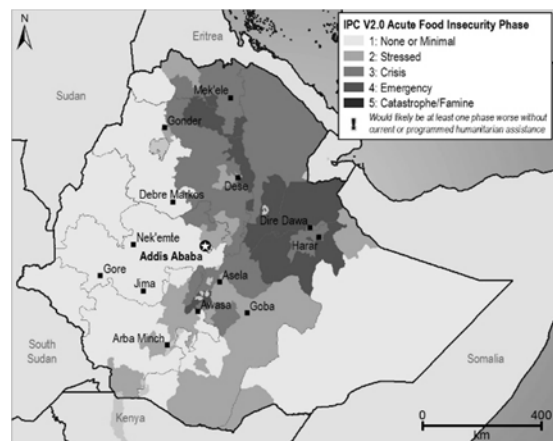 N
IPC V2.0 Acute Food Insecurity Phase
1: None or Minimal
2: Stressed
3: Crisis
4: Emergency
5: Catastrophe/Famine
! Would likely be at least one phase worse without
current or programmed humanitarian assistance
Eritrea
Sudan
Mek'ele
Gonder
Dese
Debre Markos
Dire Dawa
Nek'emte
Harar
Addis Ababa
Gore
Asela
Jima
Goba
Awasa
Arba Minch
South
Sudan
Somalia
Kenya
0 400
km